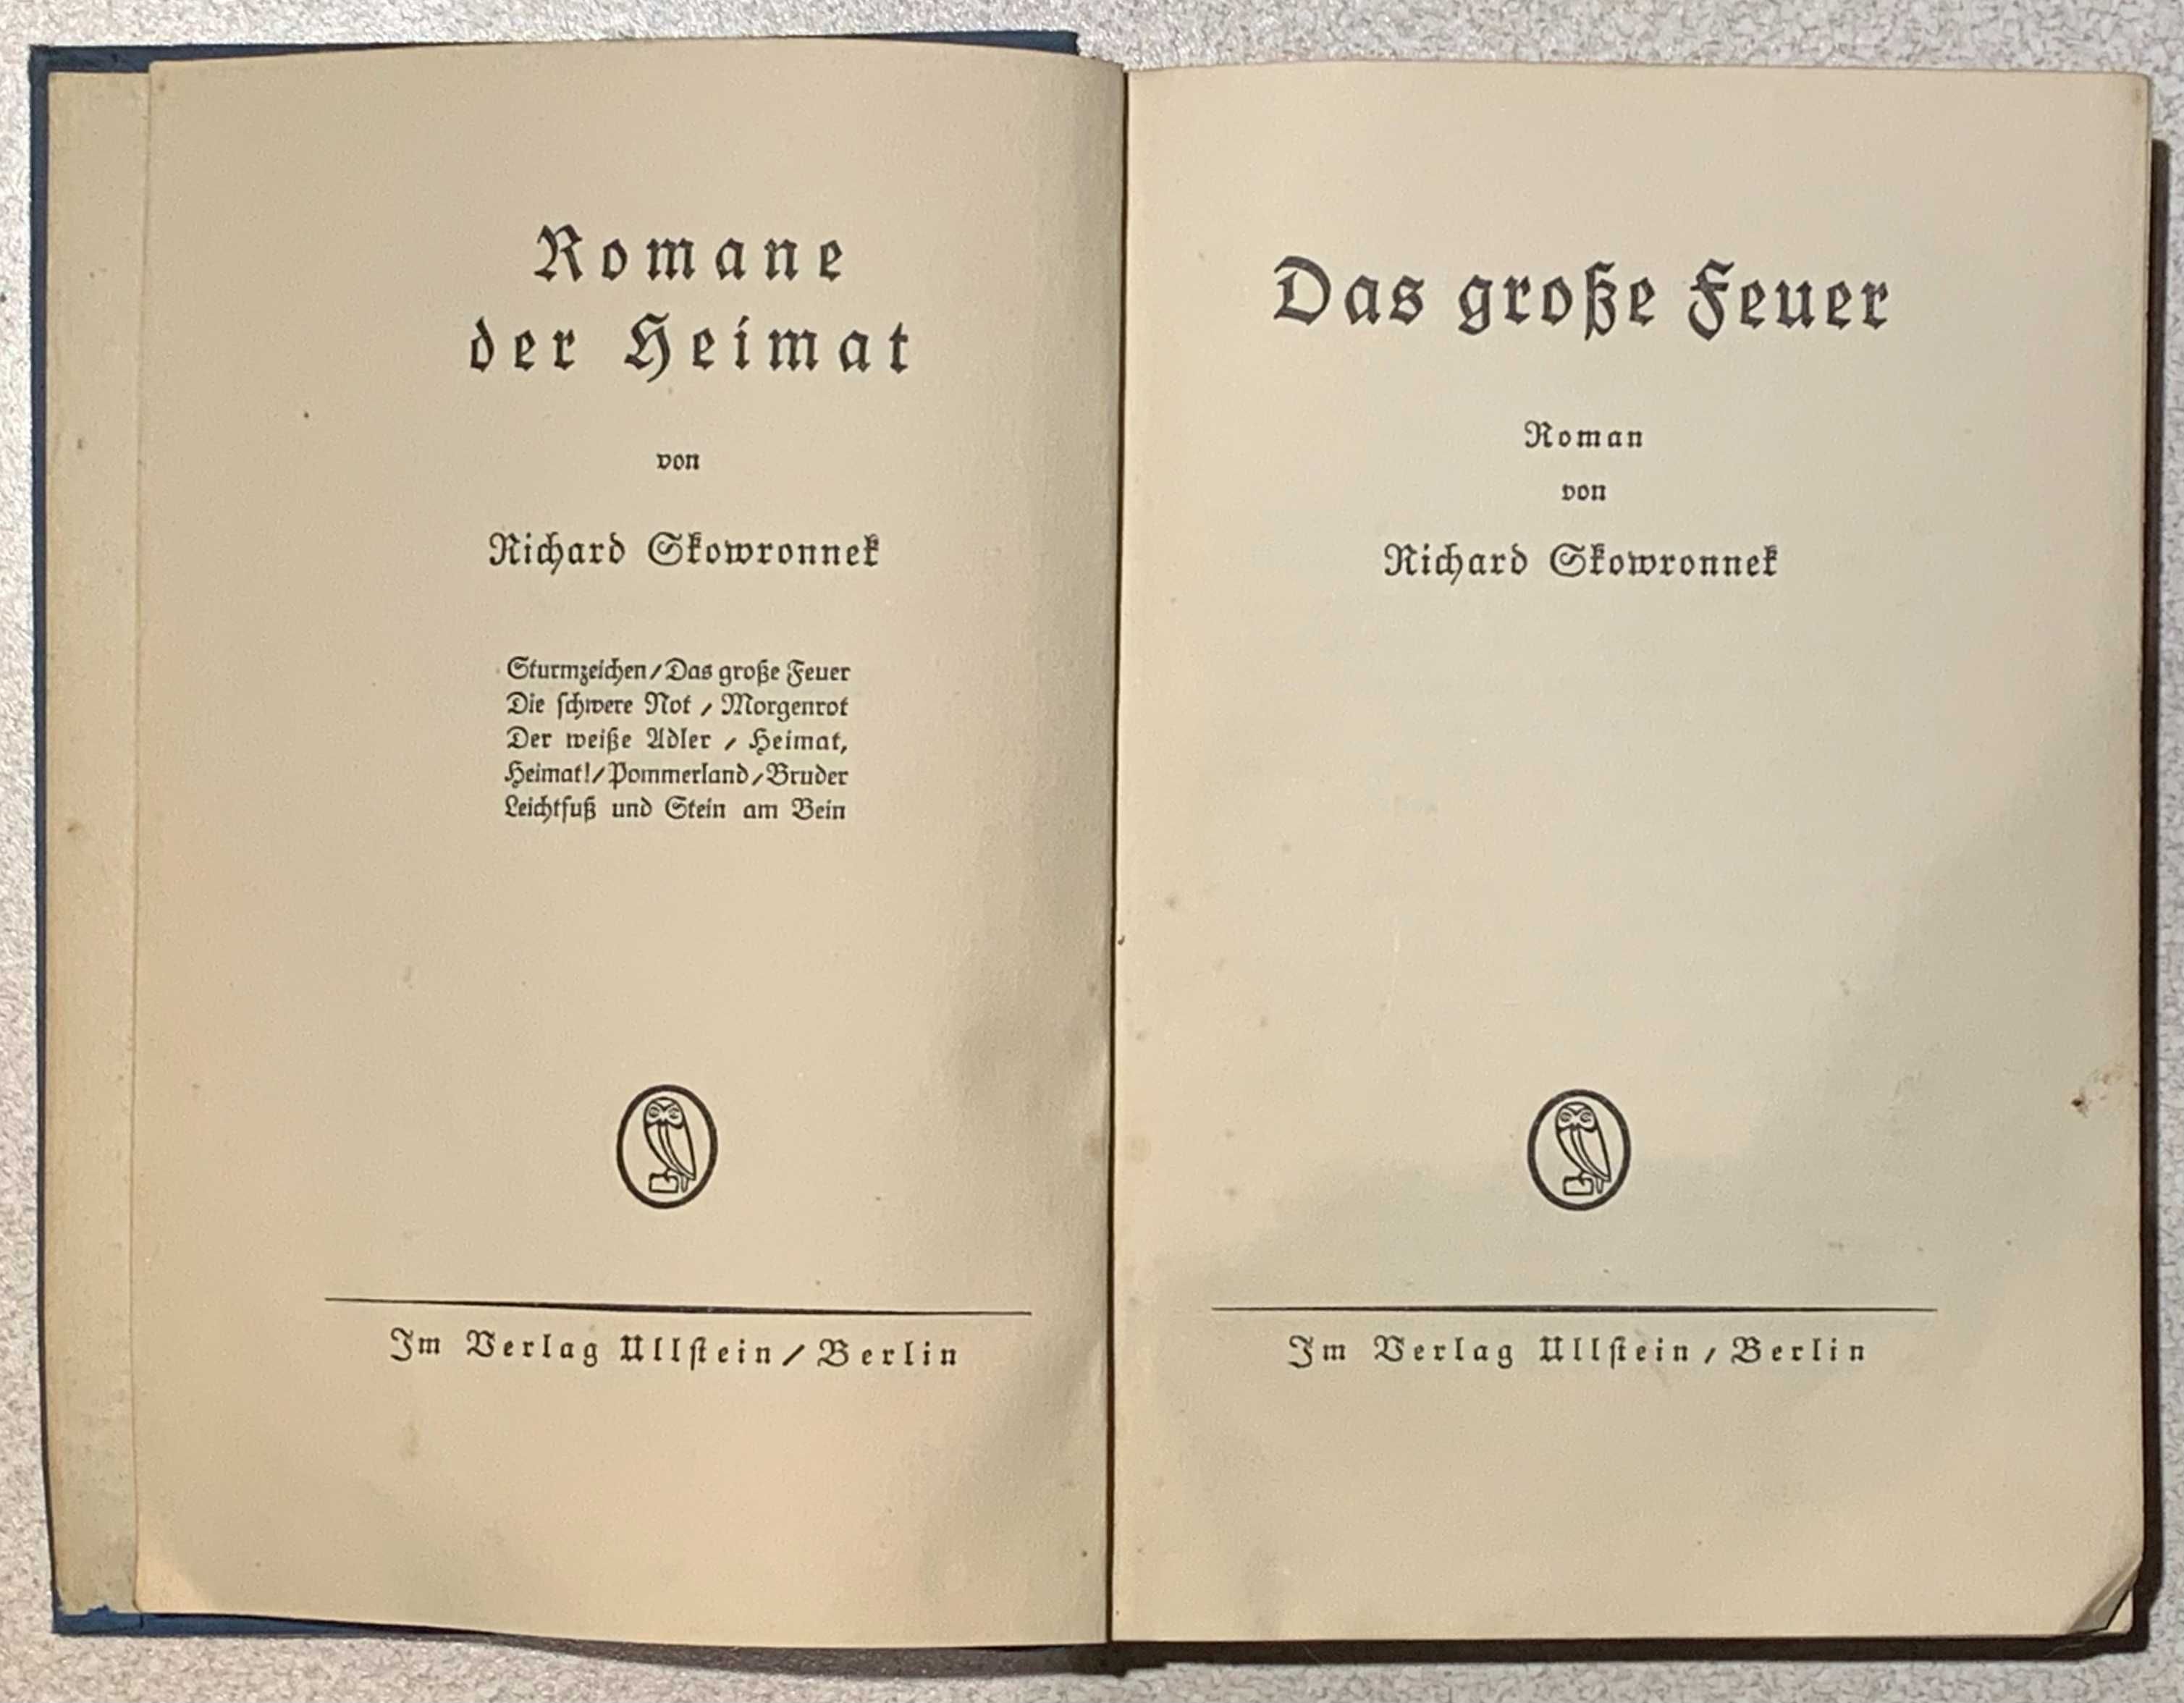 Romane
der Heimat
von
Richard Skowronnek
Sturmzeichen / Das große Feuer
Die ſchwere Not / Morgenrot
Der weiße Adler / Heimat,
Heimat! / Pommerland / Bruder
Leichtfuß und Stein am Bein
Im Verlag Ullſtein / Berlin
Das große Feuer
Roman
von
Richard Skowronnek
Im Verlag Ullſtein / Berlin